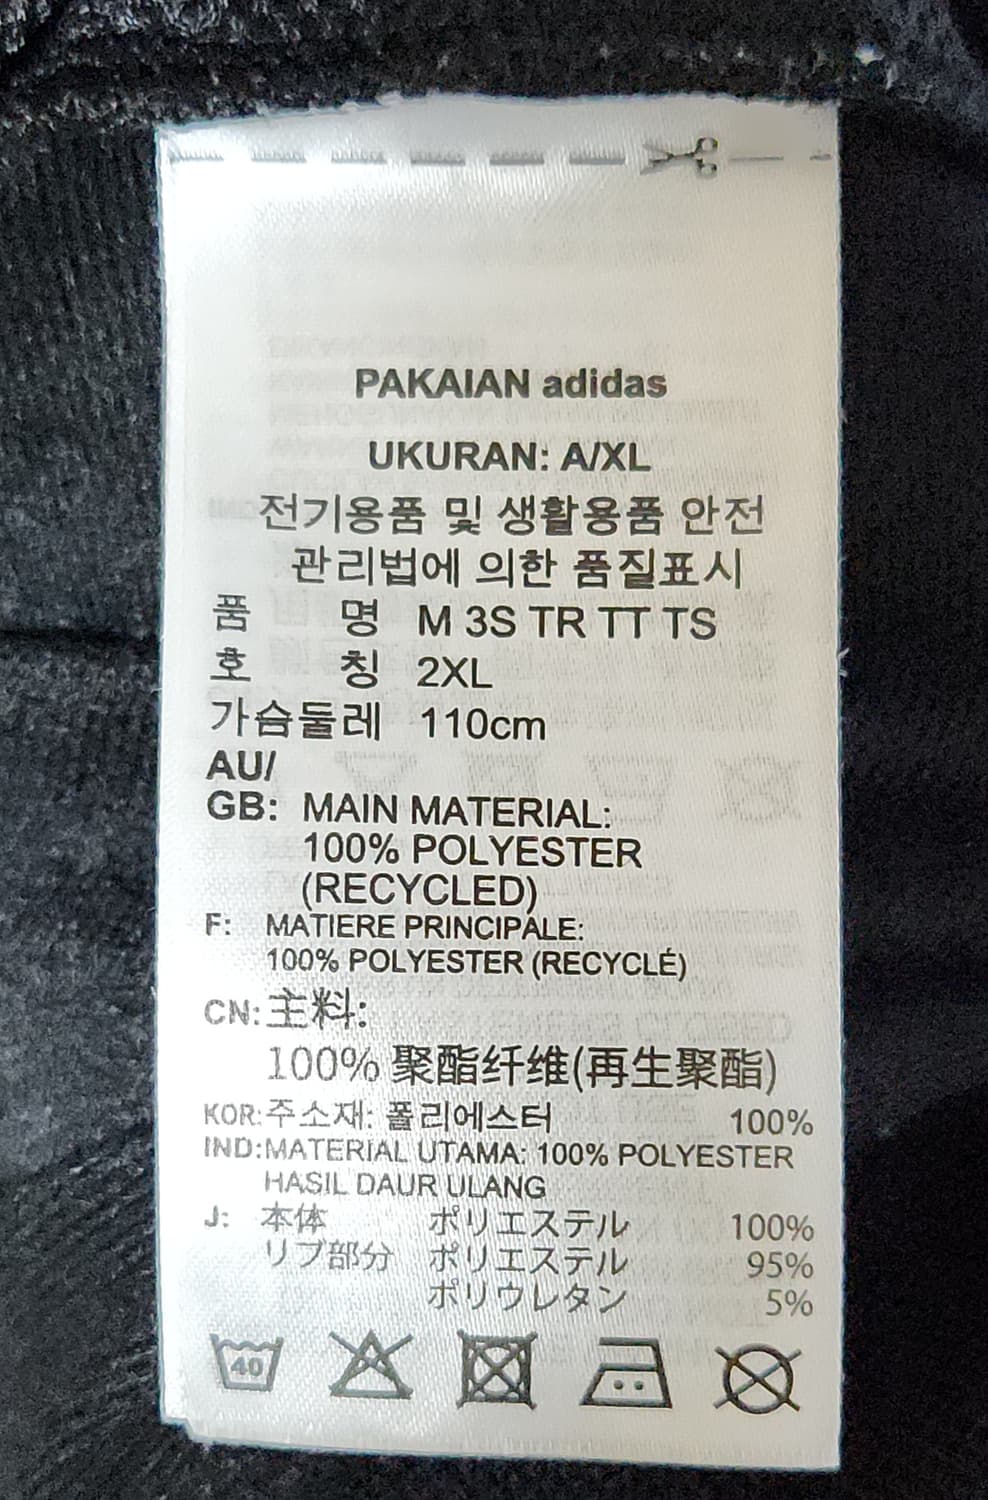 PAKAIAN adidas
UKURAN: A/XL
전기용품 및 생활용품 안전
관리법에 의한 품질표시
품 명 M 3S TR TT TS
호 칭 2XL
가슴둘레 110cm
AU/
GB: MAIN MATERIAL:
100% POLYESTER
(RECYCLED)
F: MATIERE PRINCIPALE:
100% POLYESTER (RECYCLÉ)
CN: 主料:
100% 聚酯纤维(再生聚酯)
KOR: 주소재: 폴리에스터 100%
IND: MATERIAL UTAMA: 100% POLYESTER
HASIL DAUR ULANG
J: 本体 ポリエステル 100%
リブ部分 ポリエステル 95%
ポリウレタン 5%
40